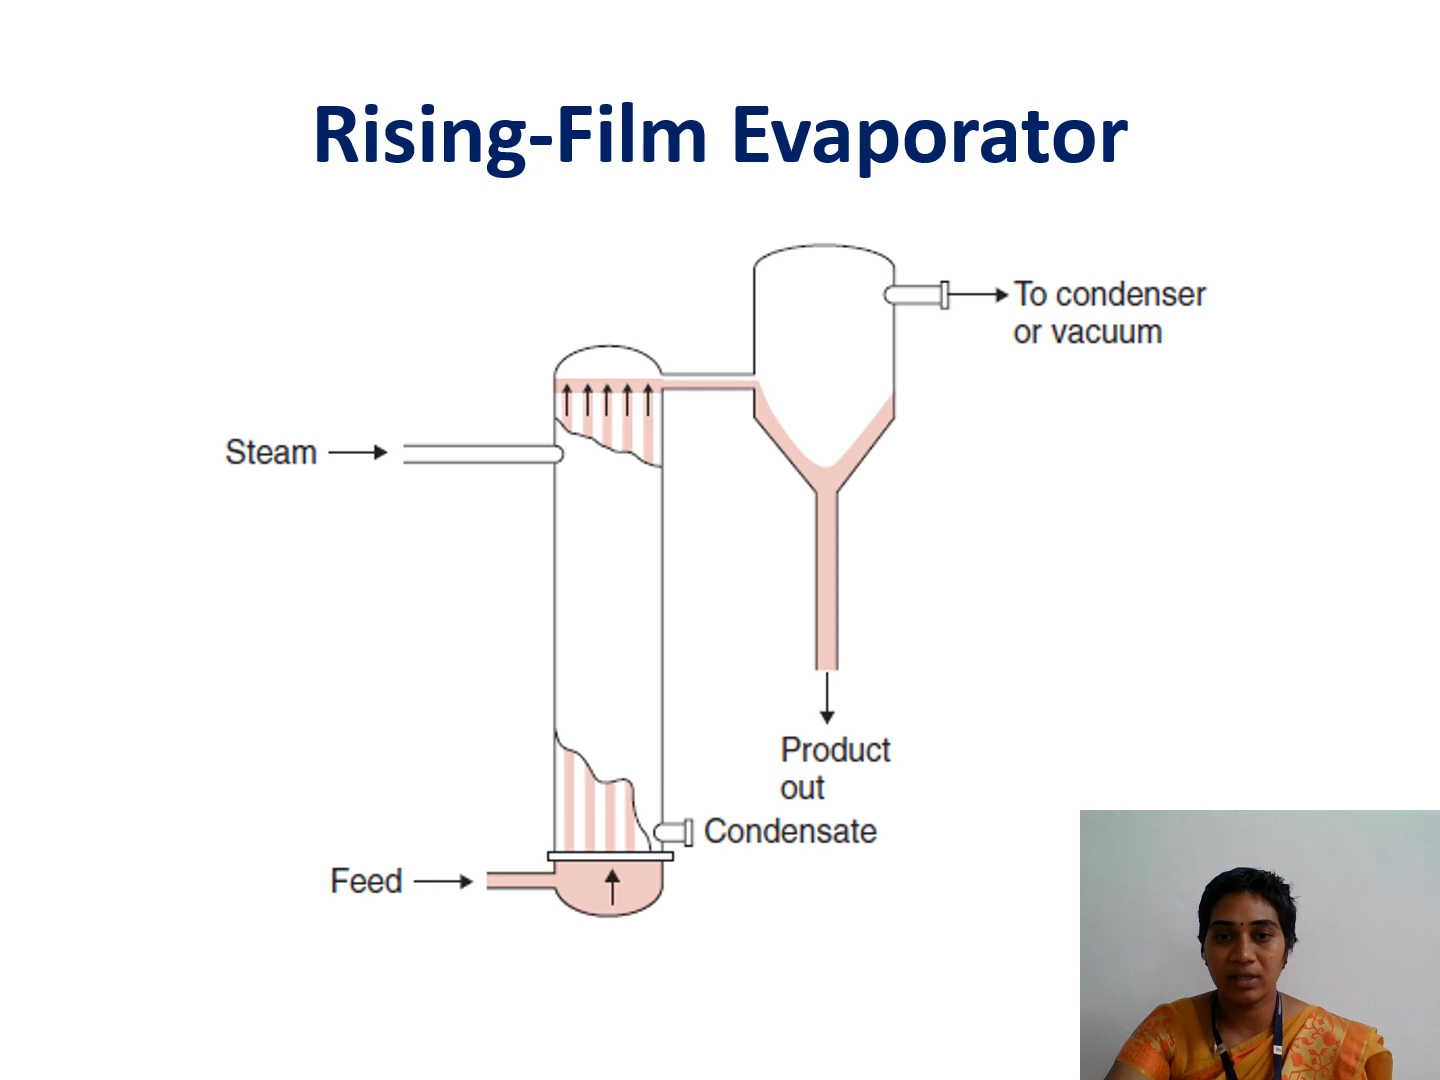 Rising-Film Evaporator
To condenser
or vacuum
Steam
Product
out
Condensate
Feed